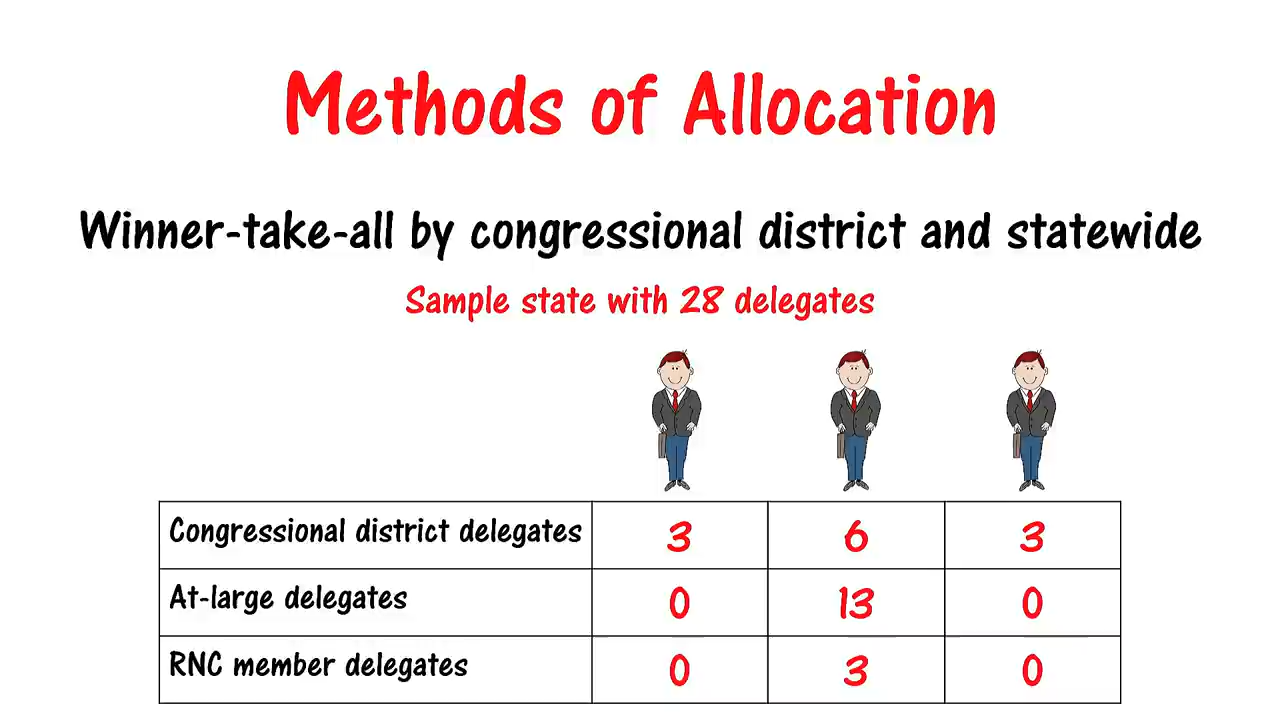 Methods of Allocation
Winner-take-all by congressional district and statewide
Sample state with 28 delegates
Congressional district delegates 3 6 3
At-large delegates 0 13 0
RNC member delegates 0 3 0